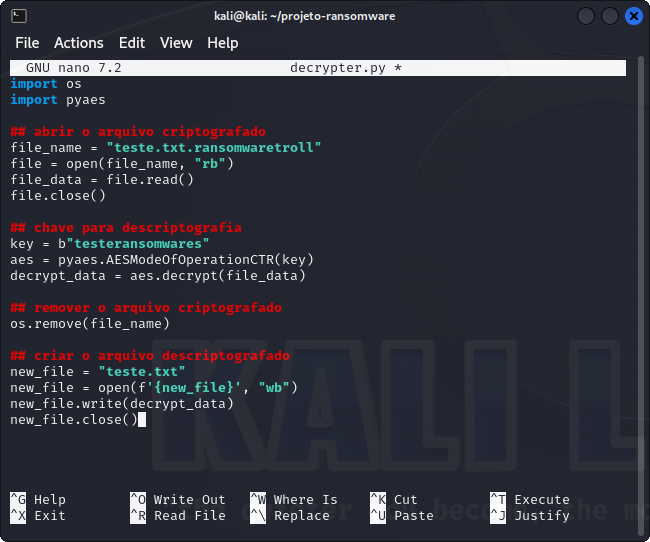 kali@kali: ~/projeto-ransomware
File Actions Edit View Help
GNU nano 7.2 decrypter.py *
import os
import pyaes
## abrir o arquivo criptografado
file_name = "teste.txt.ransomwaretroll"
file = open(file_name, "rb")
file_data = file.read()
file.close()
## chave para descriptografia
key = b"testeransomwares"
aes = pyaes.AESModeOfOperationCTR(key)
decrypt_data = aes.decrypt(file_data)
## remover o arquivo criptografado
os.remove(file_name)
## criar o arquivo descriptografado
new_file = "teste.txt"
new_file = open(f'{new_file}', "wb")
new_file.write(decrypt_data)
new_file.close()
KALI L
^G Help ^O Write Out ^W Where Is ^K Cut ^T Execute
^X Exit ^R Read File ^\ Replace ^U Paste ^J Justify